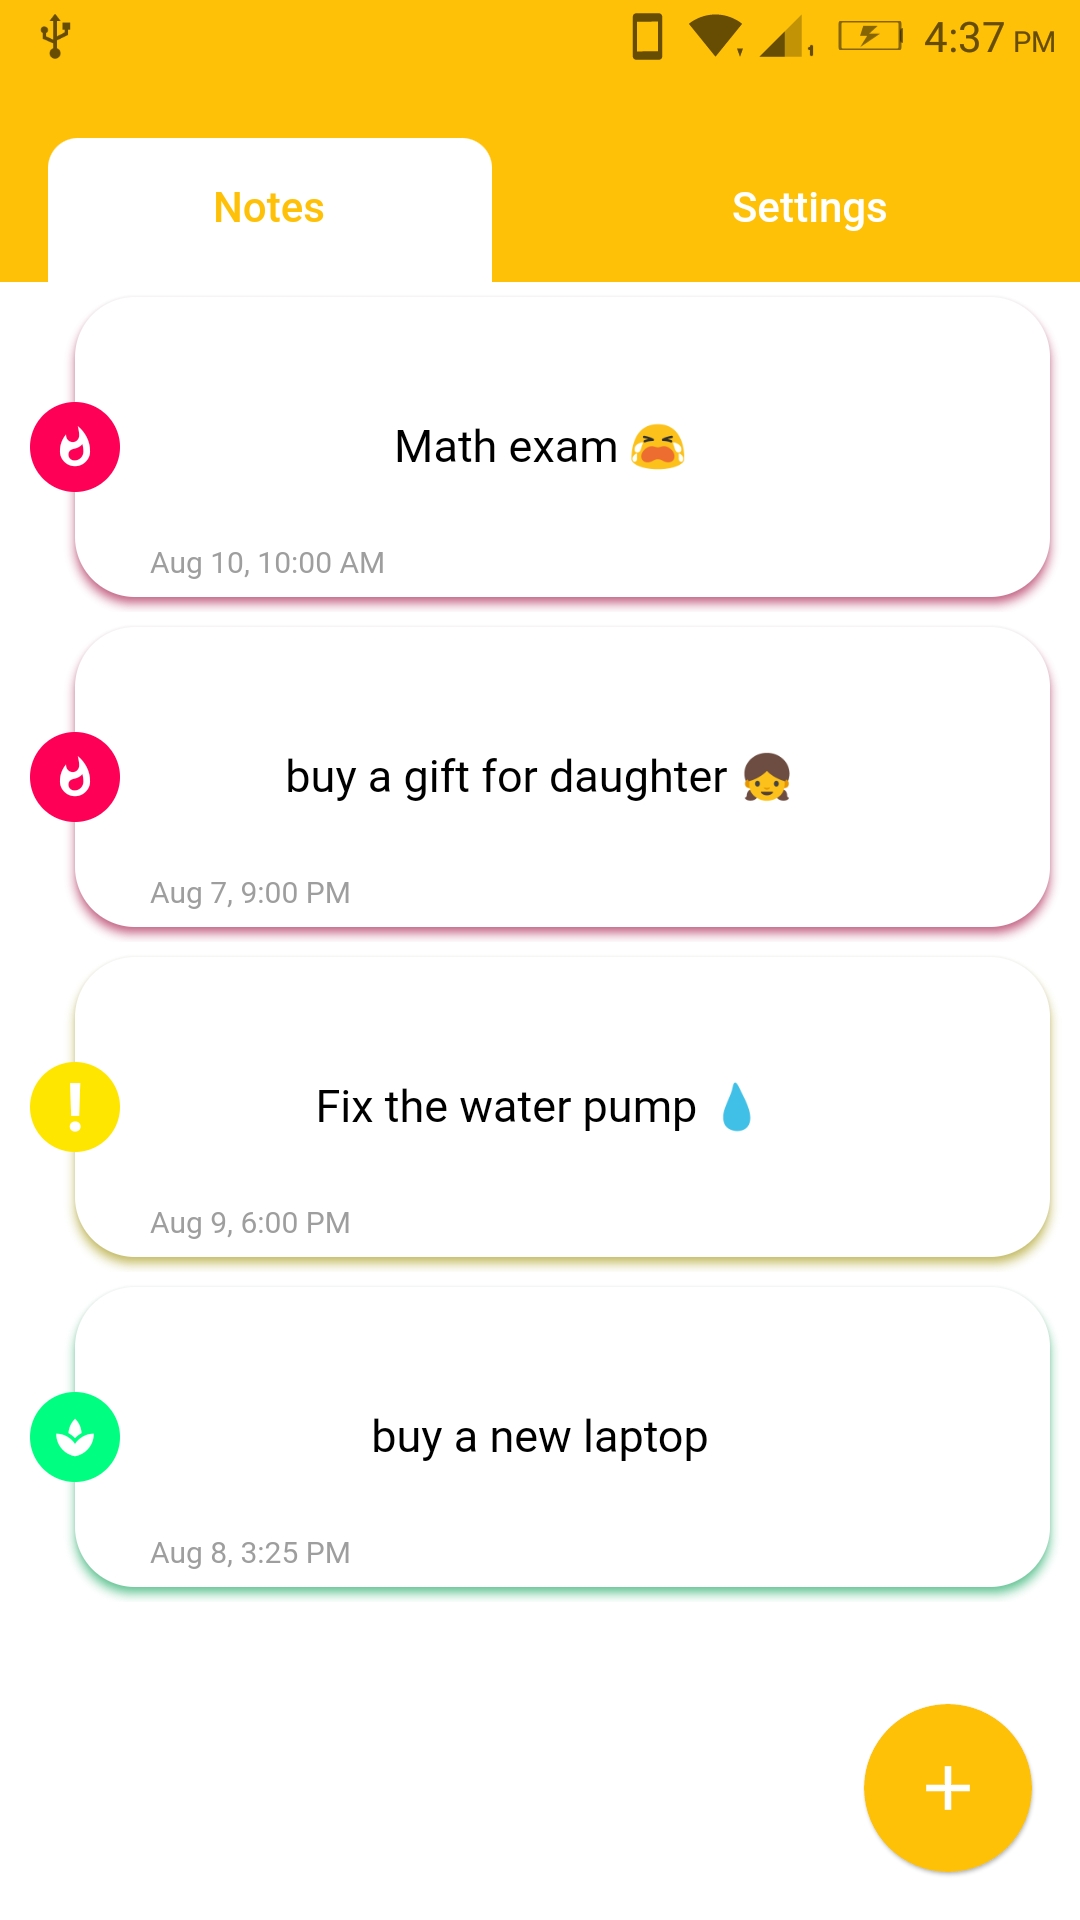 4:37 PM
Notes
Settings
Math exam 😭
Aug 10, 10:00 AM
buy a gift for daughter 👧
Aug 7, 9:00 PM
Fix the water pump 💧
Aug 9, 6:00 PM
buy a new laptop
Aug 8, 3:25 PM